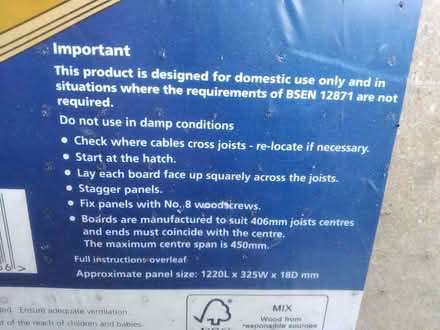 Important
This product is designed for domestic use only and in
situations where the requirements of BSEN 12871 are not
required.
Do not use in damp conditions
• Check where cables cross joists - re-locate if necessary.
• Start at the hatch.
• Lay each board face up squarely across the joists.
• Stagger panels.
• Fix panels with No.8 woodscrews.
• Boards are manufactured to suit 406mm joists centres
and ends must coincide with the centre.
The maximum centre span is 450mm.
Full instructions overleaf
Approximate panel size: 1220L x 325W x 18D mm
Ensure adequate ventilation.
t of the reach of children and babies.
MIX
Wood from
responsible sources